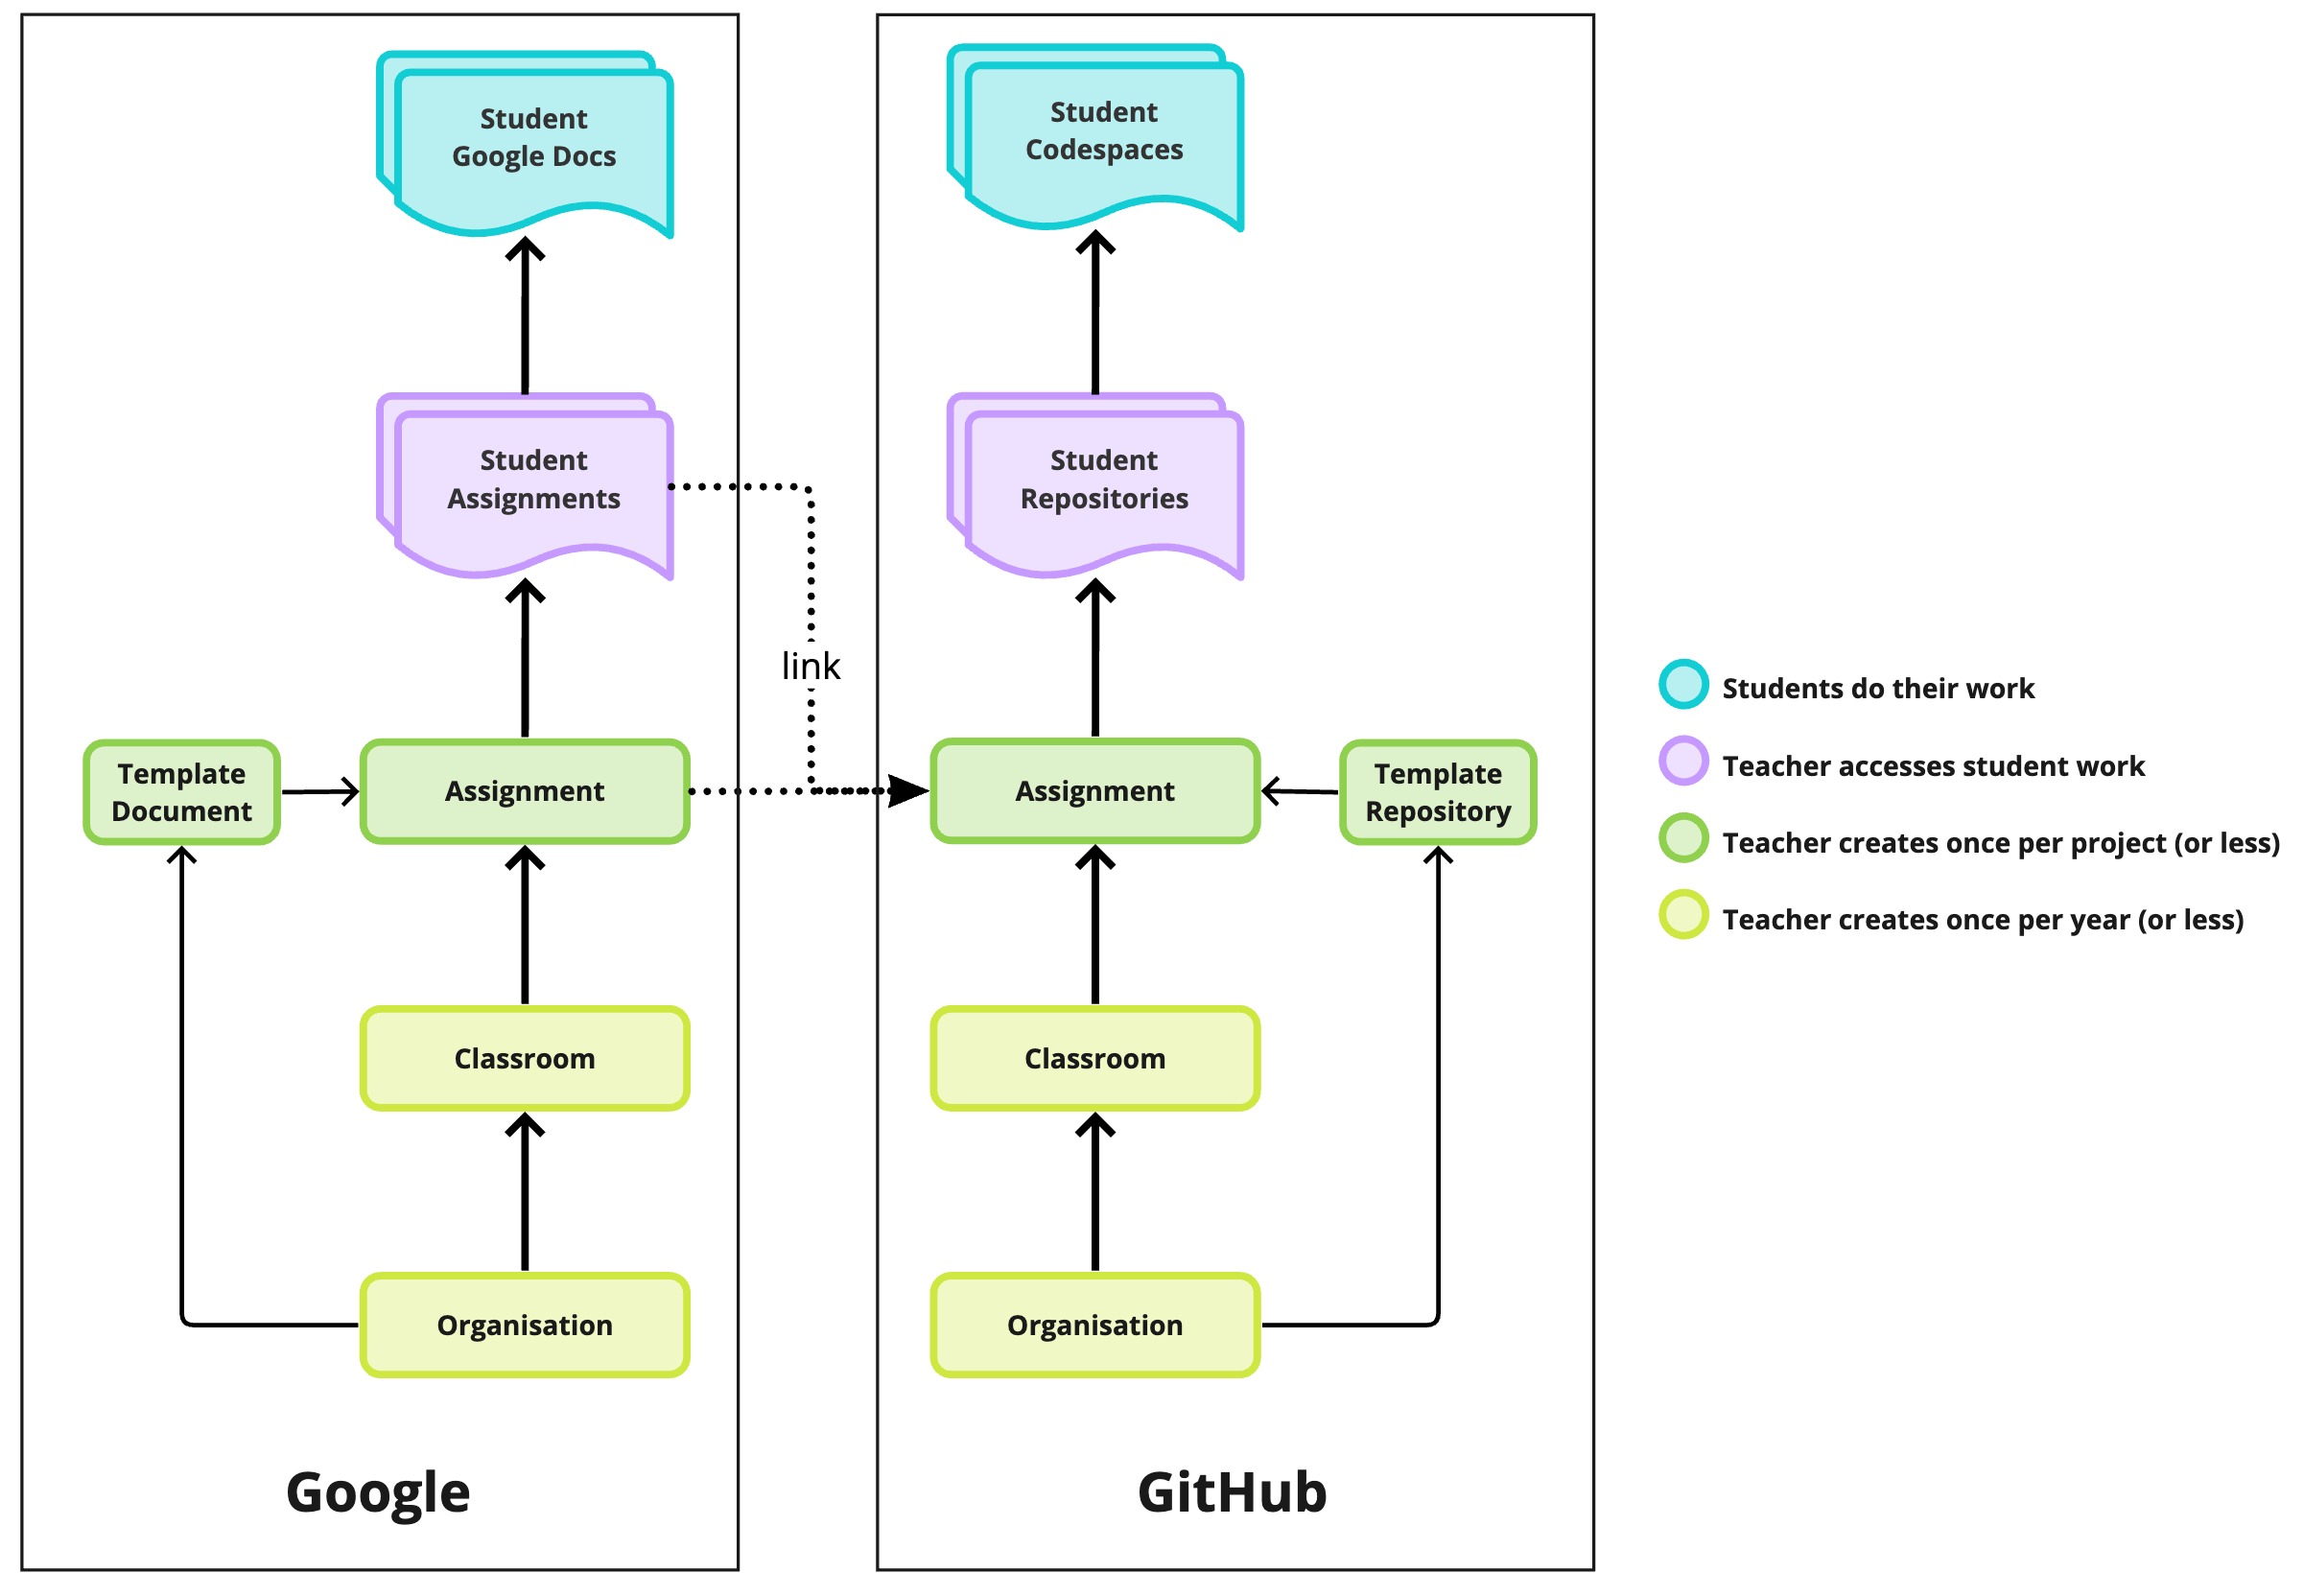 Student
Google Docs
Student
Assignments
Template
Document
Assignment
Classroom
Organisation
Google
link
Student
Codespaces
Student
Repositories
Assignment
Template
Repository
Classroom
Organisation
GitHub
Students do their work
Teacher accesses student work
Teacher creates once per project (or less)
Teacher creates once per year (or less)